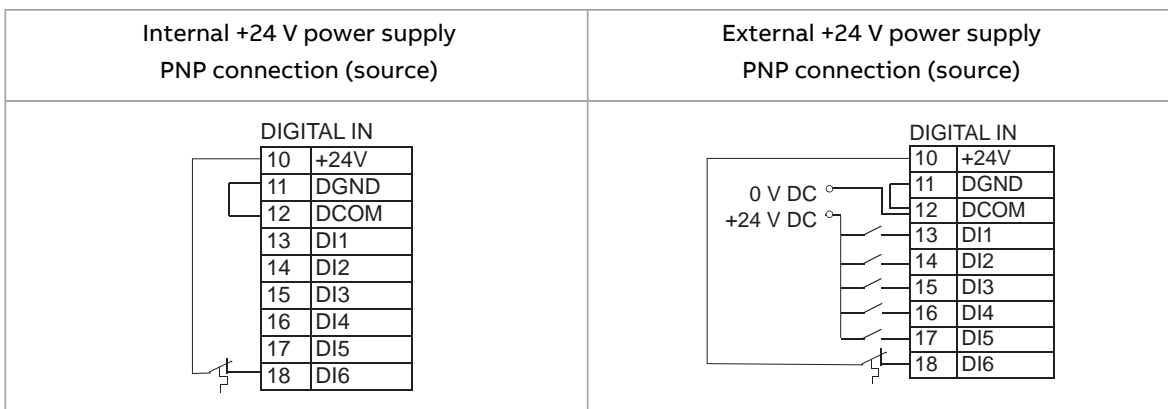 Internal +24 V power supply
PNP connection (source)
External +24 V power supply
PNP connection (source)
DIGITAL IN
10 +24V
11 DGND
12 DCOM
13 DI1
14 DI2
15 DI3
16 DI4
17 DI5
18 DI6
DIGITAL IN
10 +24V
11 DGND
0 V DC
12 DCOM
+24 V DC
13 DI1
14 DI2
15 DI3
16 DI4
17 DI5
18 DI6